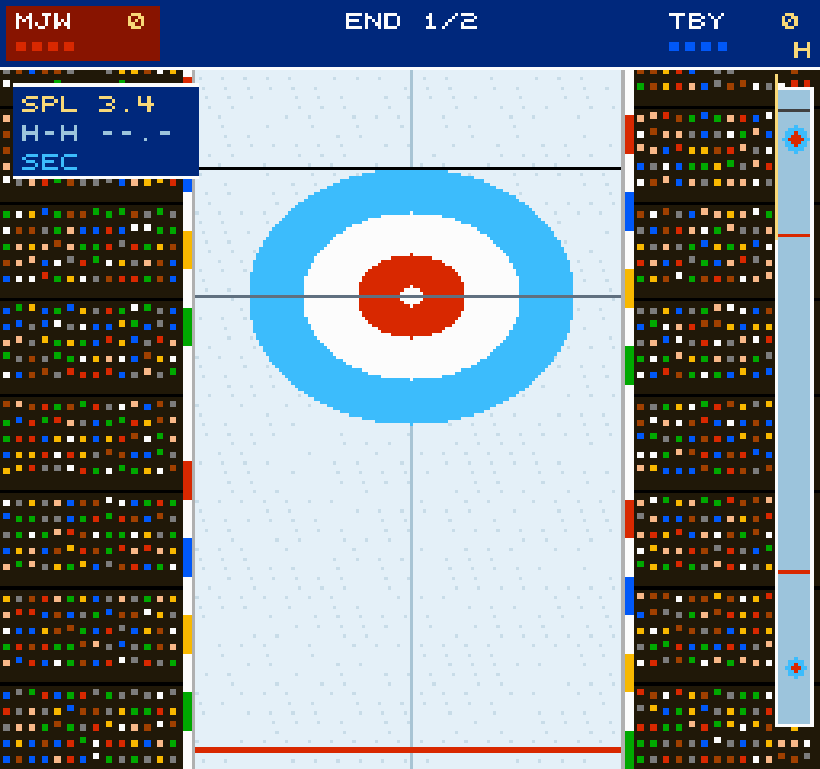 MJW 0
END 1/2
TBY 0
H
SPL 3.4
H-H --.-
SEC